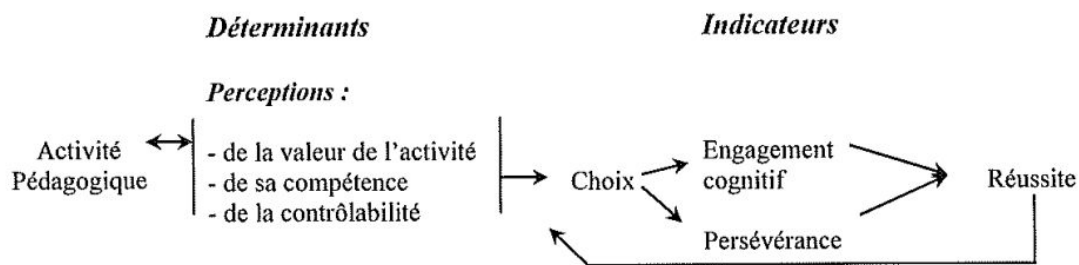 Déterminants
Indicateurs
Perceptions :
Activité
Pédagogique
- de la valeur de l'activité
- de sa compétence
- de la contrôlabilité
Choix
Engagement
cognitif
Persévérance
Réussite